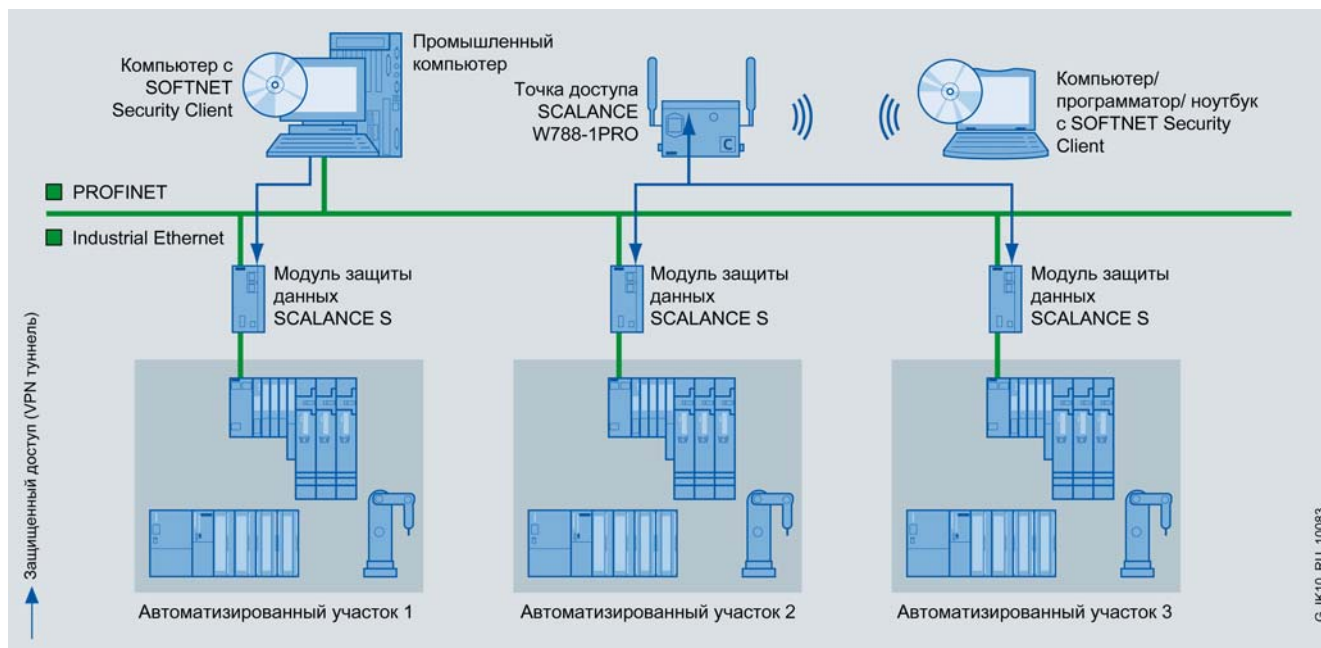 Компьютер с
SOFTNET
Security Client
Промышленный
компьютер
Точка доступа
SCALANCE
W788-1PRO
C
Компьютер/
программатор/ ноутбук
с SOFTNET Security
Client
PROFINET
Industrial Ethernet
Модуль защиты
данных
SCALANCE S
Модуль защиты
данных
SCALANCE S
Модуль защиты
данных
SCALANCE S
Автоматизированный участок 1
Автоматизированный участок 2
Автоматизированный участок 3
Защищенный доступ (VPN туннель)
G_IK10_RU_10083